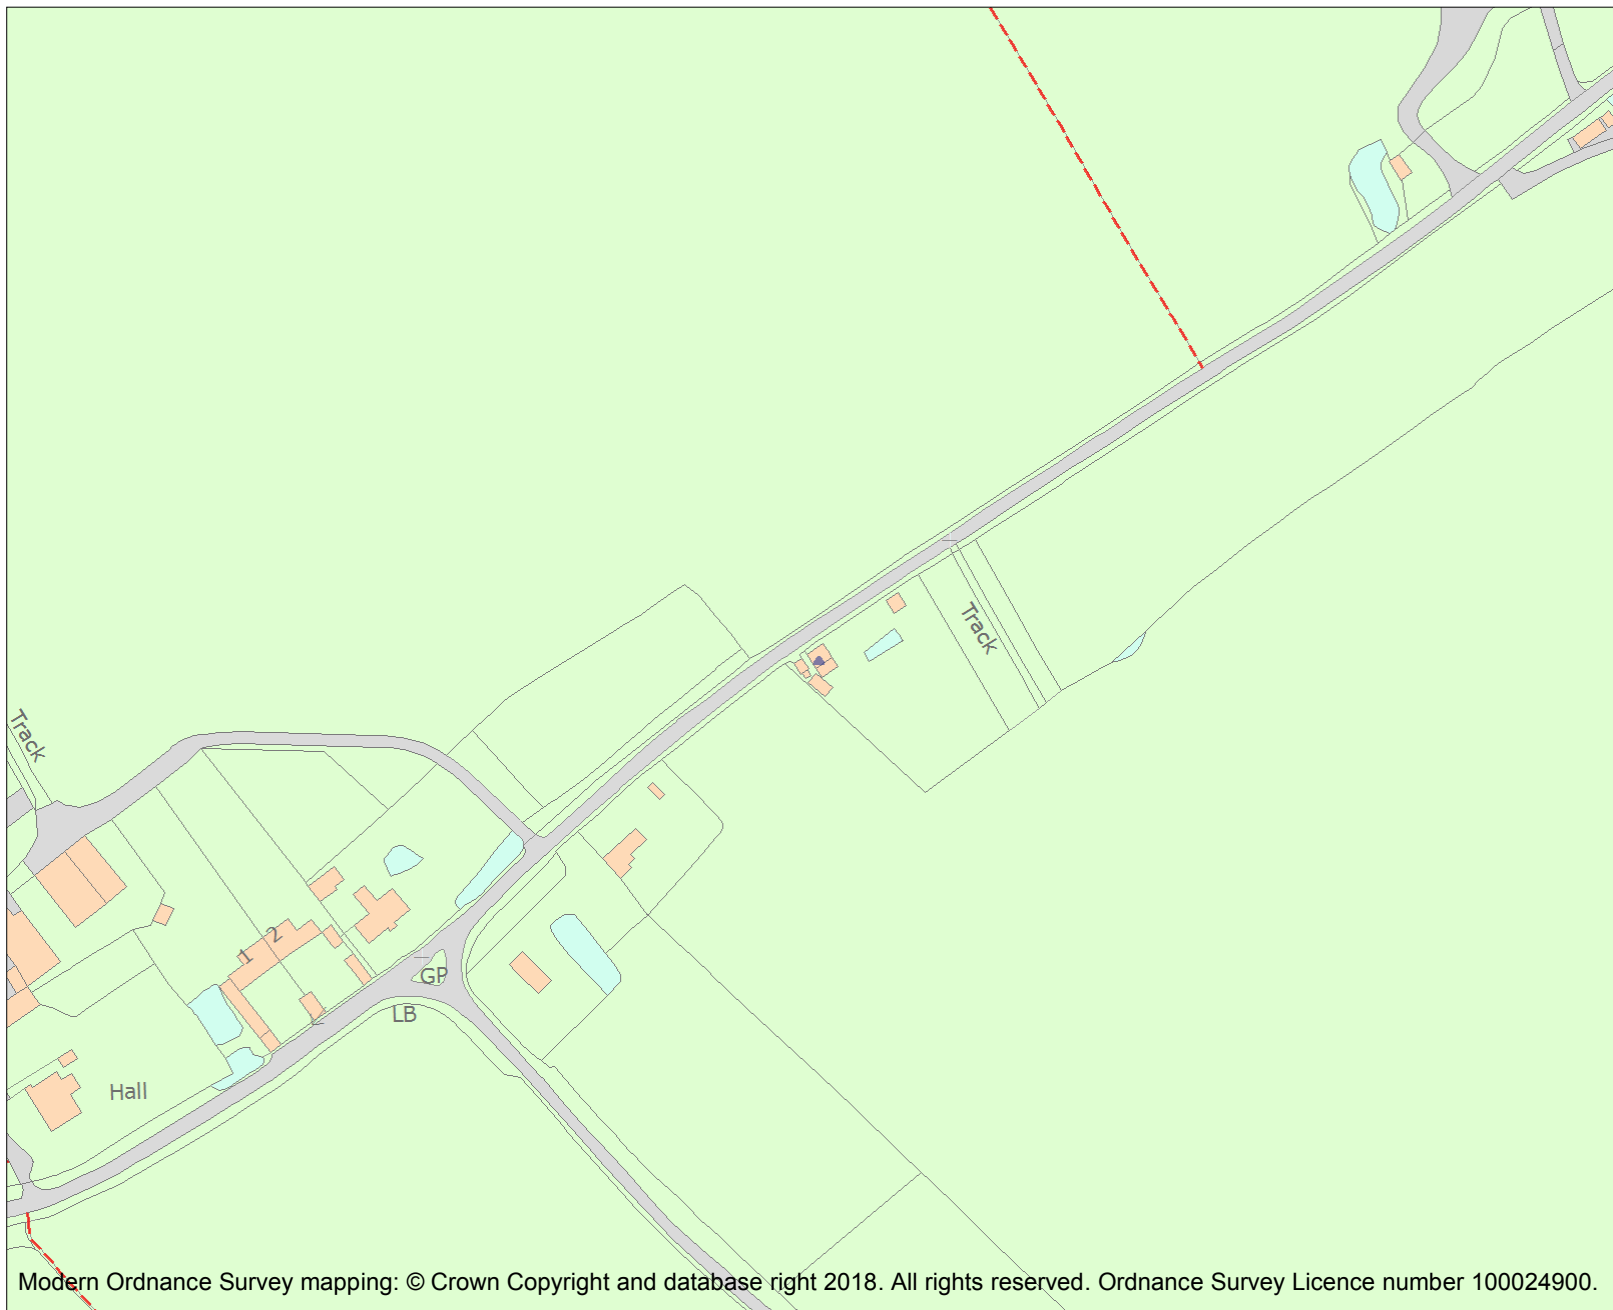 Track
Track
2
1
GP
LB
Hall
Modern Ordnance Survey mapping: © Crown Copyright and database right 2018. All rights reserved. Ordnance Survey Licence number 100024900.